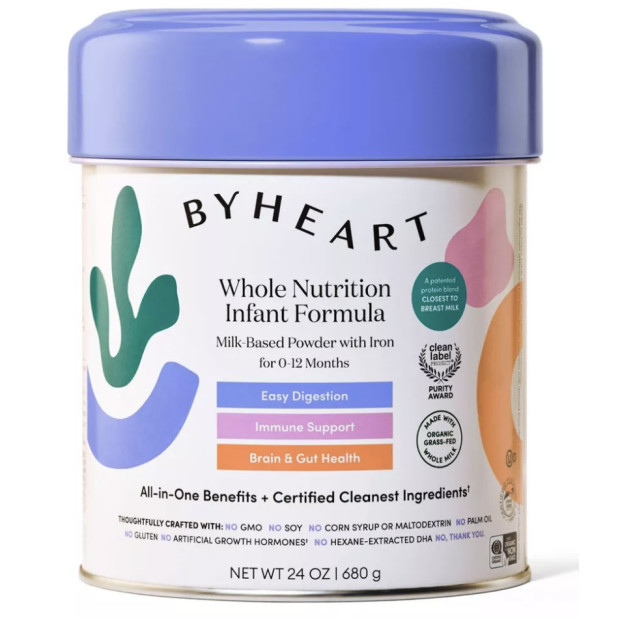 BYHEART
Whole Nutrition
Infant Formula
Milk-Based Powder with Iron
for 0-12 Months
A patented
protein blend
CLOSEST TO
BREAST MILK
clean
label
PROJECT
PURITY
AWARD
Easy Digestion
Immune Support
Brain & Gut Health
MADE WITH
ORGANIC
GRASS-FED
WHOLE MILK
All-in-One Benefits + Certified Cleanest Ingredients†
THOUGHTFULLY CRAFTED WITH: NO GMO NO SOY NO CORN SYRUP OR MALTODEXTRIN NO PALM OIL
NO GLUTEN NO ARTIFICIAL GROWTH HORMONES‡ NO HEXANE-EXTRACTED DHA NO, THANK YOU.
NET WT 24 OZ | 680 g